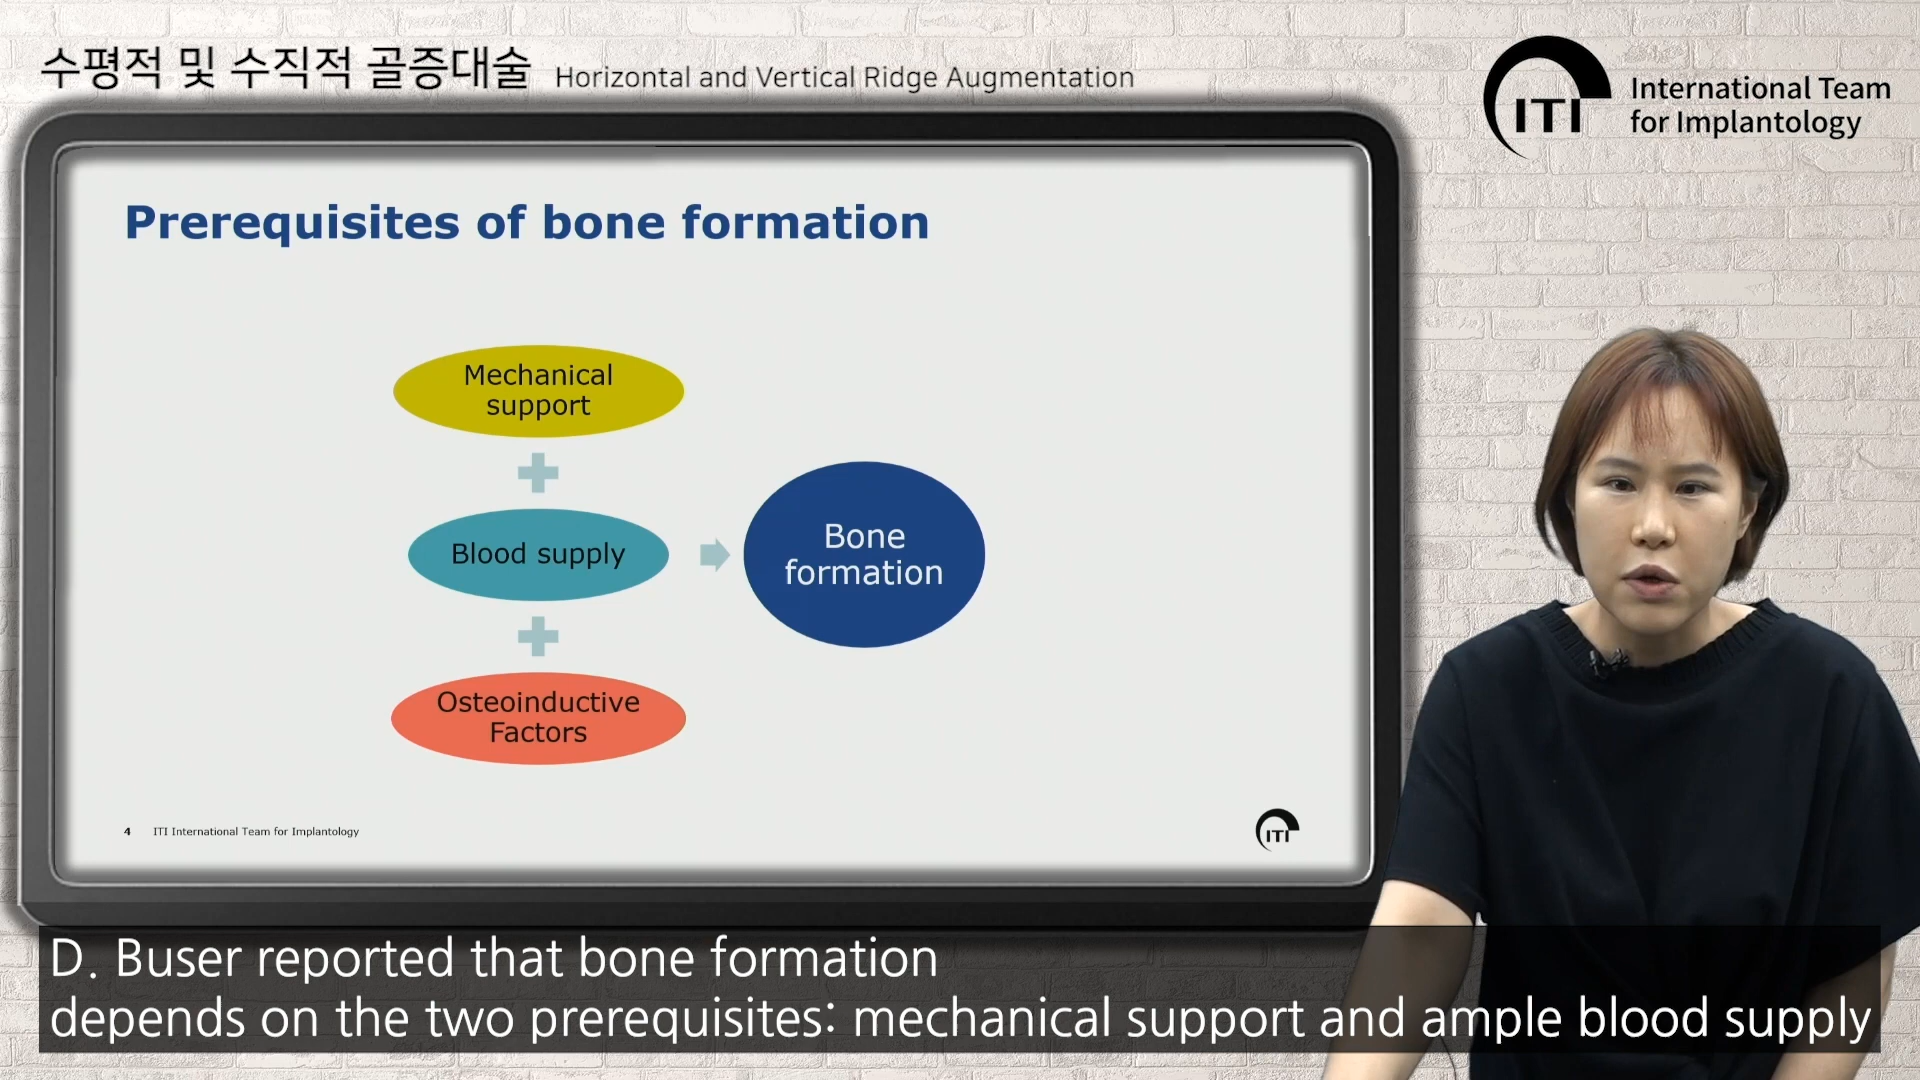 수평적 및 수직적 골증대술 Horizontal and Vertical Ridge Augmentation
ITI International Team
for Implantology
Prerequisites of bone formation
Mechanical
support
Blood supply
Osteoinductive
Factors
Bone
formation
4 ITI International Team for Implantology
ITI
D. Buser reported that bone formation
depends on the two prerequisites: mechanical support and ample blood supply